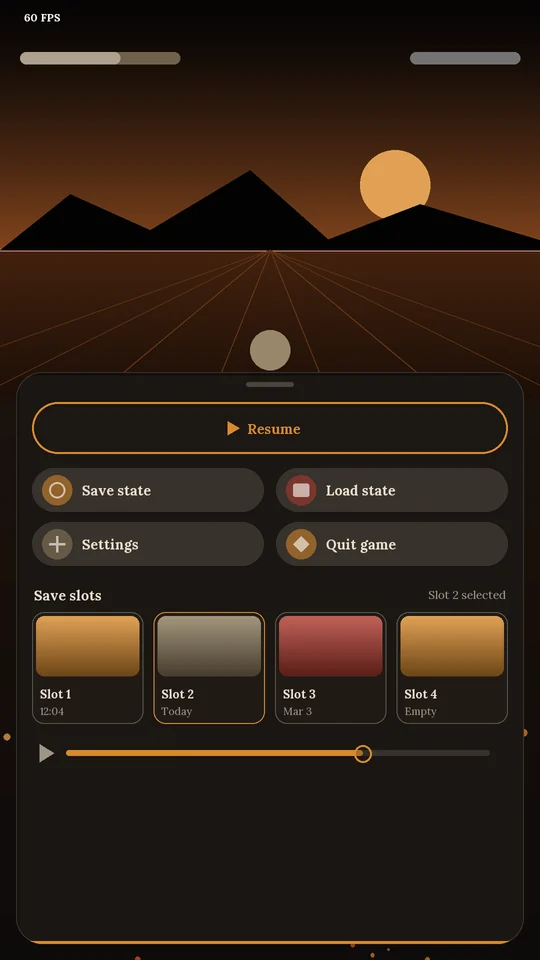 60 FPS
Resume
Save state
Load state
Settings
Quit game
Save slots
Slot 2 selected
Slot 1
12:04
Slot 2
Today
Slot 3
Mar 3
Slot 4
Empty